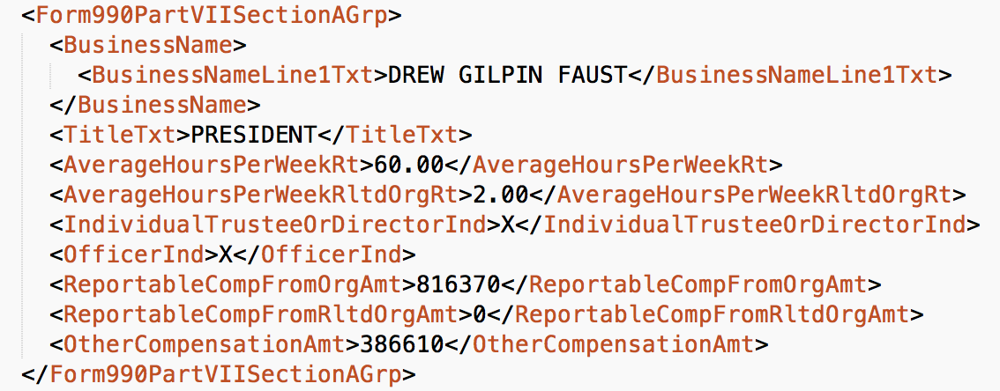 <Form990PartVIISectionAGrp>
<BusinessName>
<BusinessNameLine1Txt>DREW GILPIN FAUST</BusinessNameLine1Txt>
</BusinessName>
<TitleTxt>PRESIDENT</TitleTxt>
<AverageHoursPerWeekRt>60.00</AverageHoursPerWeekRt>
<AverageHoursPerWeekRltdOrgRt>2.00</AverageHoursPerWeekRltdOrgRt>
<IndividualTrusteeOrDirectorInd>X</IndividualTrusteeOrDirectorInd>
<OfficerInd>X</OfficerInd>
<ReportableCompFromOrgAmt>816370</ReportableCompFromOrgAmt>
<ReportableCompFromRltdOrgAmt>0</ReportableCompFromRltdOrgAmt>
<OtherCompensationAmt>386610</OtherCompensationAmt>
</Form990PartVIISectionAGrp>